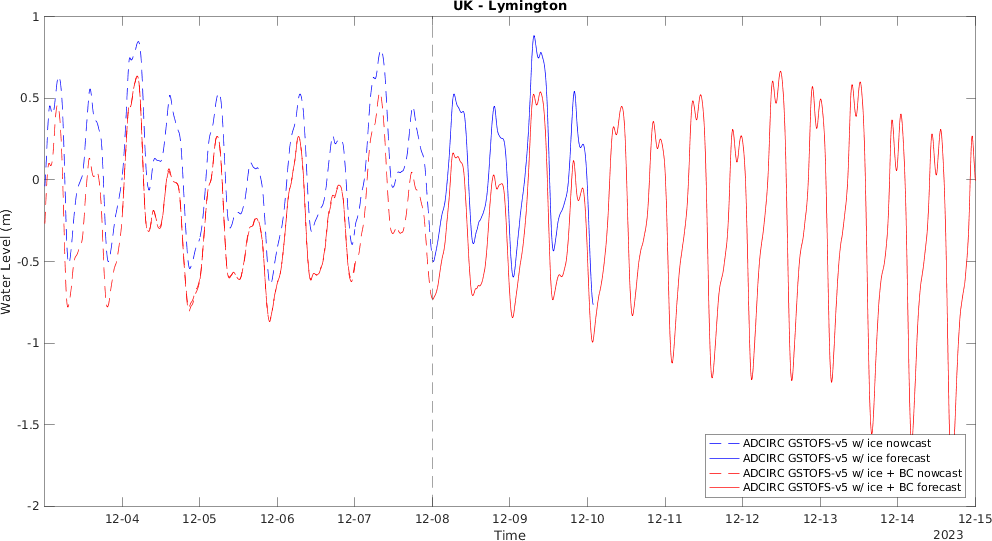 UK - Lymington
1
0.5
0
-0.5
-1
-1.5
-2
Water Level (m)
ADCIRC GSTOFS-v5 w/ ice nowcast
ADCIRC GSTOFS-v5 w/ ice forecast
ADCIRC GSTOFS-v5 w/ ice + BC nowcast
ADCIRC GSTOFS-v5 w/ ice + BC forecast
12-04 12-05 12-06 12-07 12-08 12-09 12-10 12-11 12-12 12-13 12-14 12-15
Time
2023